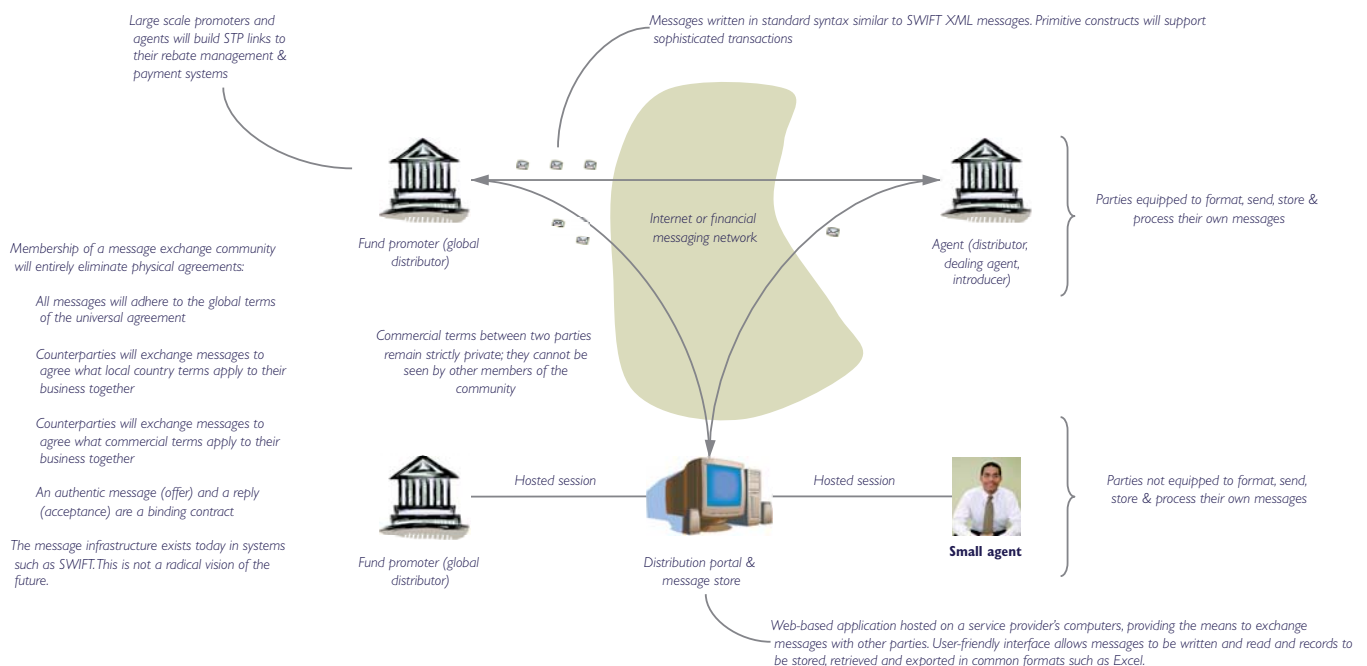 Large scale promoters and
agents will build STP links to
their rebate management &
payment systems
Messages written in standard syntax similar to SWIFT XML messages. Primitive constructs will support
sophisticated transactions
Internet or financial
messaging network
Fund promoter (global
distributor)
Agent (distributor,
dealing agent,
introducer)
Parties equipped to format, send, store &
process their own messages
Membership of a message exchange community
will entirely eliminate physical agreements:
All messages will adhere to the global terms
of the universal agreement
Counterparties will exchange messages to
agree what local country terms apply to their
business together
Counterparties will exchange messages to
agree what commercial terms apply to their
business together
An authentic message (offer) and a reply
(acceptance) are a binding contract
The message infrastructure exists today in systems
such as SWIFT. This is not a radical vision of the
future.
Commercial terms between two parties
remain strictly private; they cannot be
seen by other members of the
community
Hosted session
Hosted session
Fund promoter (global
distributor)
Distribution portal &
message store
Small agent
Parties not equipped to format, send,
store & process their own messages
Web-based application hosted on a service provider's computers, providing the means to exchange
messages with other parties. User-friendly interface allows messages to be written and read and records to
be stored, retrieved and exported in common formats such as Excel.